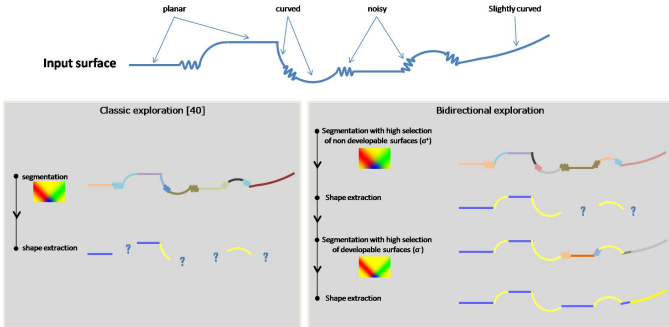 planar
curved
noisy
Slightly curved
Input surface
Classic exploration [40]
segmentation
shape extraction
?
?
?
?
Bidirectional exploration
Segmentation with high selection
of non developable surfaces (σ⁺)
Shape extraction
?
?
Segmentation with high selection
of developable surfaces (σ⁻)
Shape extraction